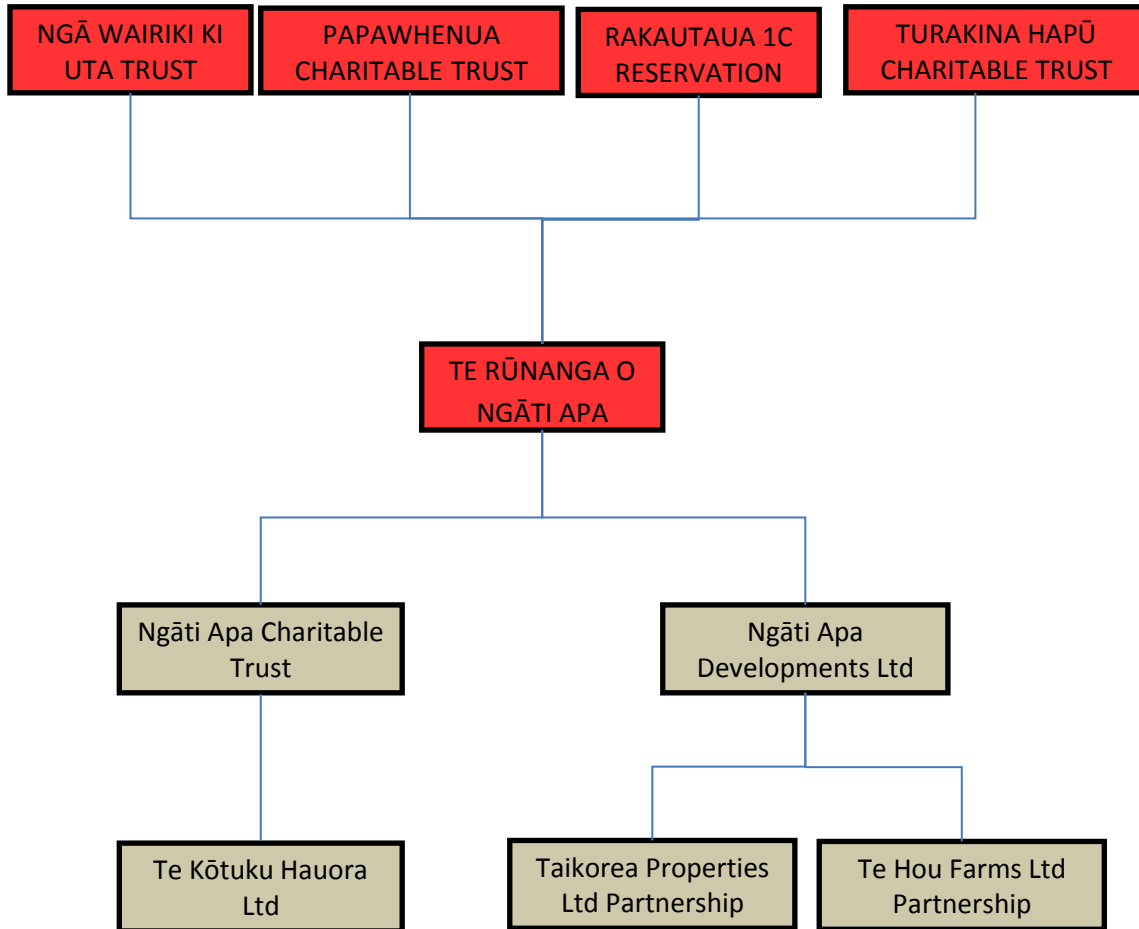 NGĀ WAIRIKI KI
UTA TRUST
PAPAWHENUA
CHARITABLE TRUST
RAKAUTAUA 1C
RESERVATION
TURAKINA HAPŪ
CHARITABLE TRUST
TE RŪNANGA O
NGĀTI APA
Ngāti Apa Charitable
Trust
Ngāti Apa
Developments Ltd
Te Kōtuku Hauora
Ltd
Taikorea Properties
Ltd Partnership
Te Hou Farms Ltd
Partnership